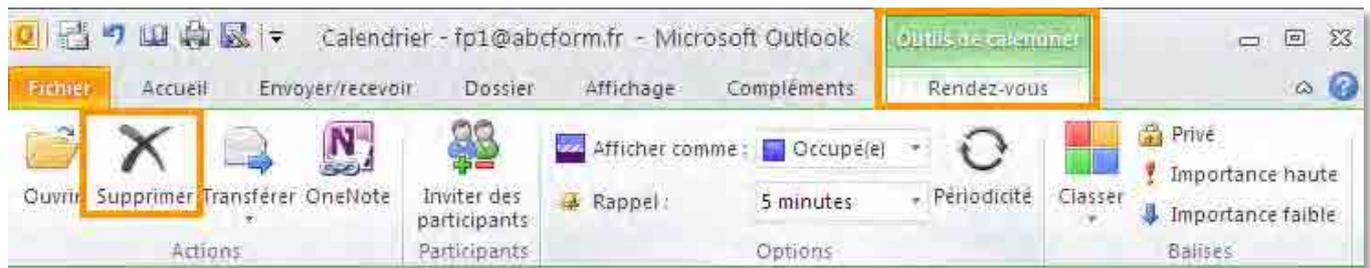 Calendrier - fp1@abcform.fr - Microsoft Outlook Outils de calendrier
Fichier Accueil Envoyer/recevoir Dossier Affichage Compléments Rendez-vous
Ouvrir Supprimer Transférer OneNote
Actions
Inviter des
participants
Participants
Afficher comme : Occupé(e)
Rappel : 5 minutes
Périodicité
Options
Classer
Privé
Importance haute
Importance faible
Balises